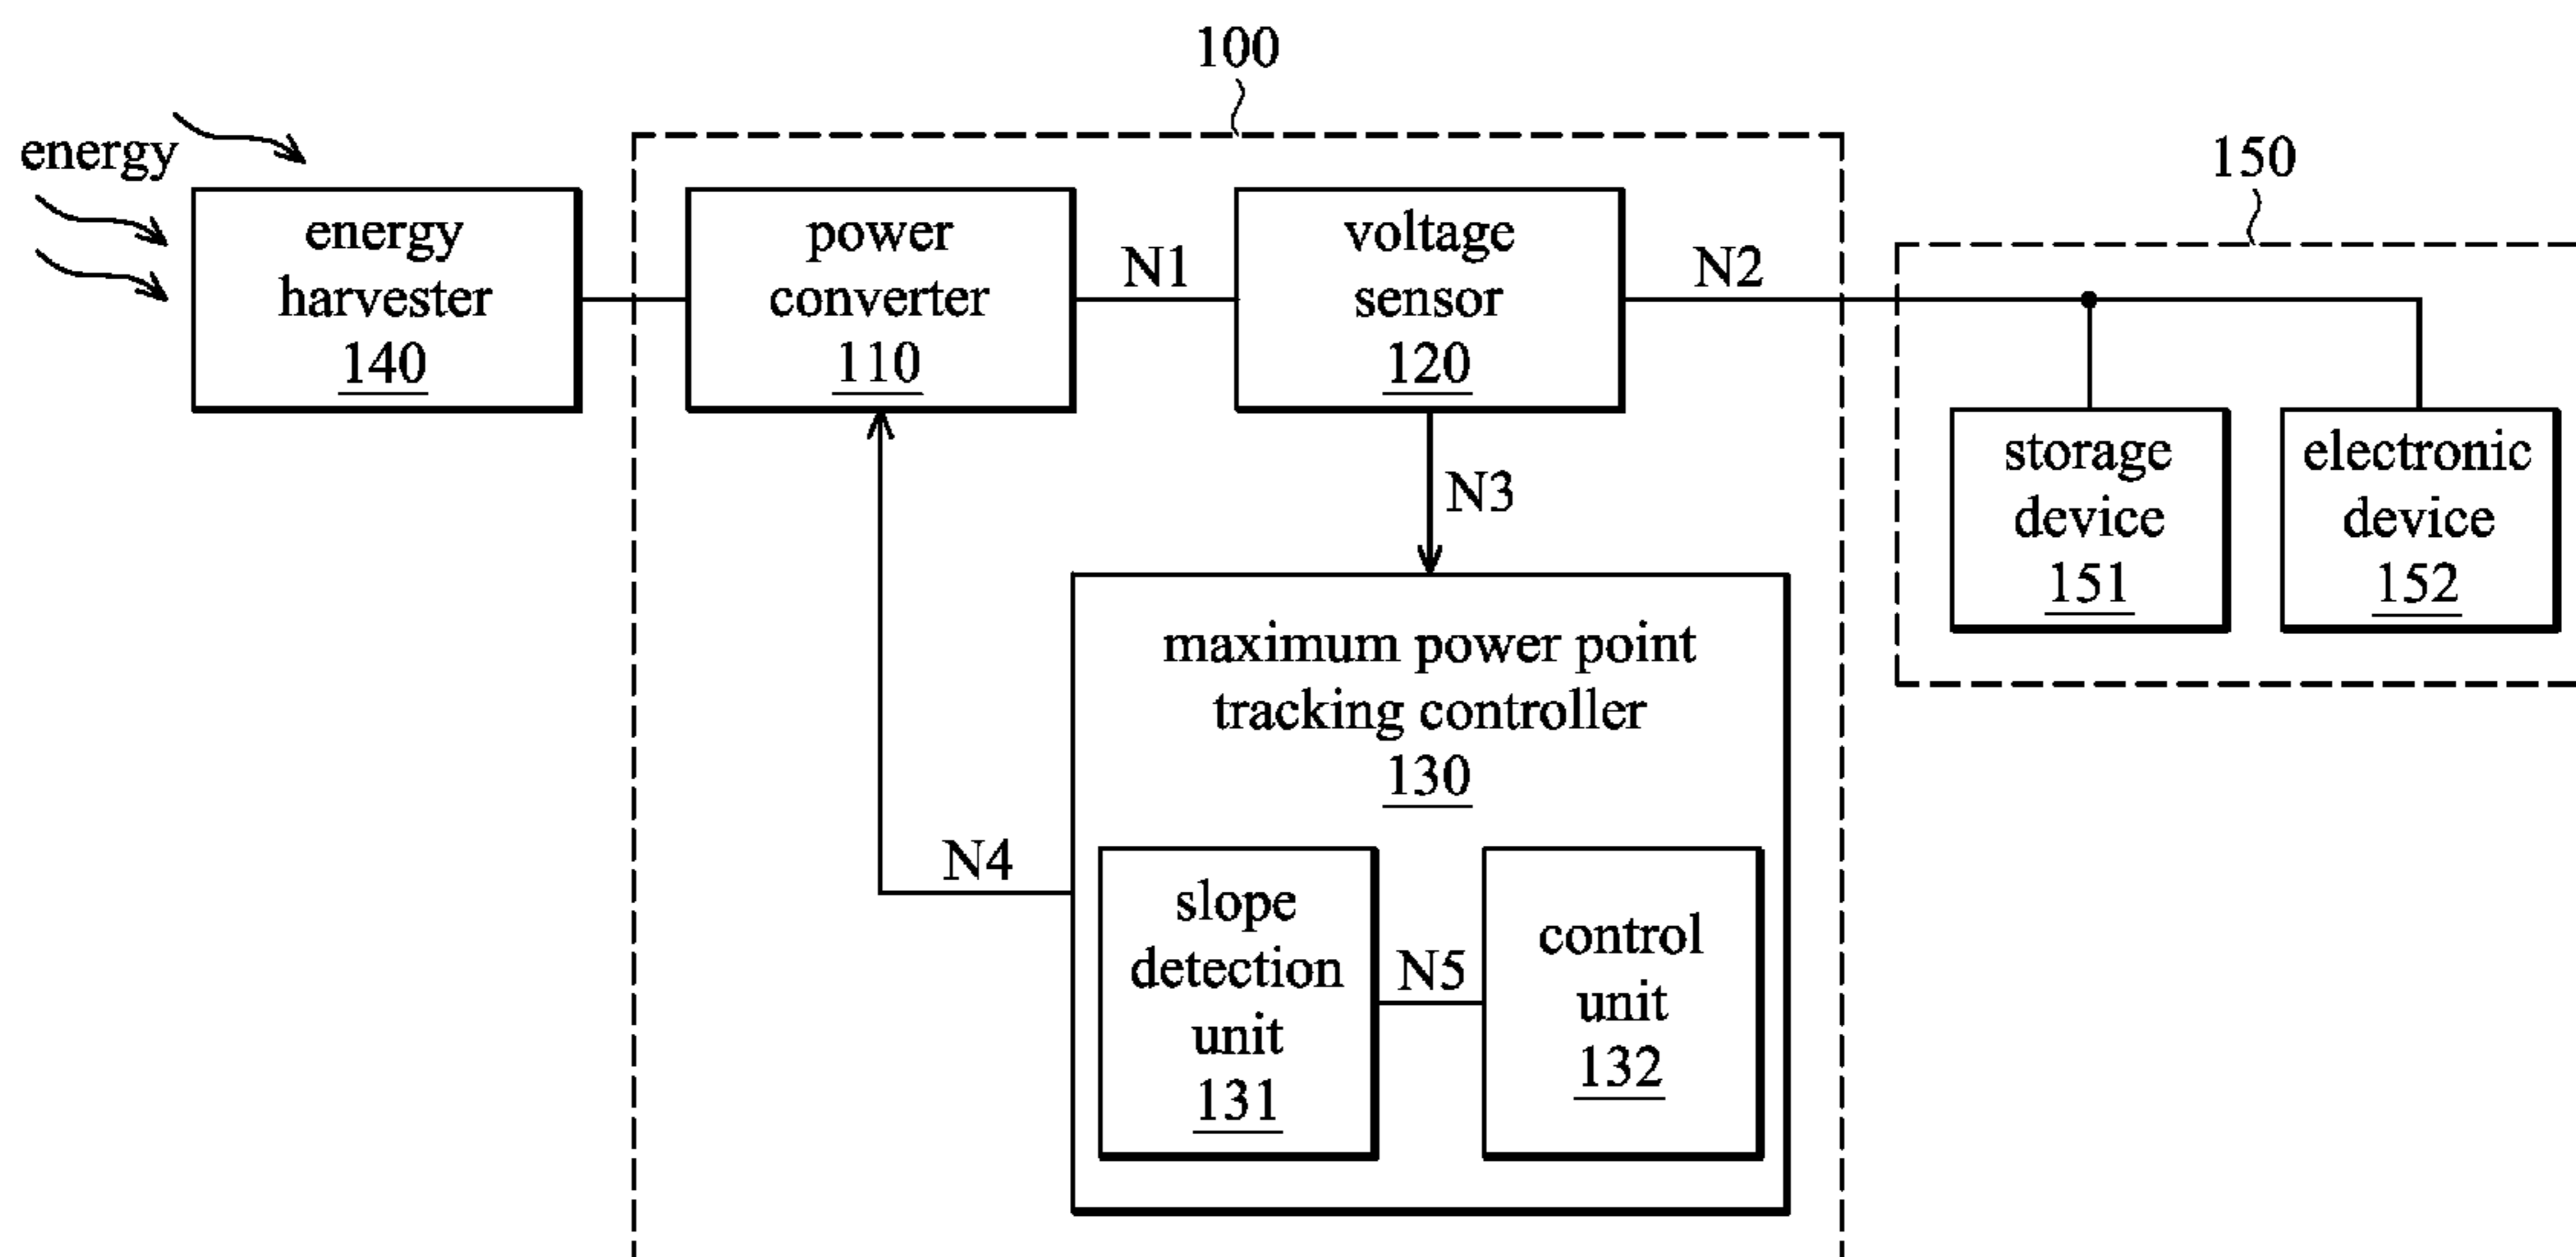 100
energy
150
energy
harvester
140
power
converter
110
N1
voltage
sensor
120
N2
storage
device
151
electronic
device
152
N3
maximum power point
tracking controller
130
N4
slope
detection
unit
131
N5
control
unit
132